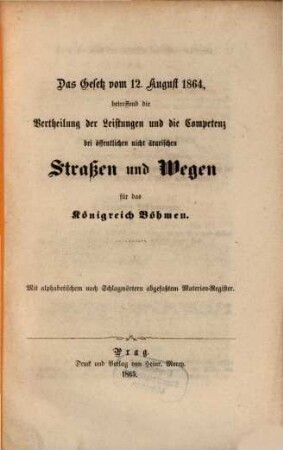 Das Gesetz vom 12. August 1864,
betreffend die
Vertheilung der Leistungen und die Competenz
bei öffentlichen nicht ärarischen
Straßen und Wegen
für das
Königreich Böhmen.
Mit alphabetischem nach Schlagwörtern abgefaßtem Materien-Register.
Prag.
Druck und Verlag von Heinr. Mercy.
1865.